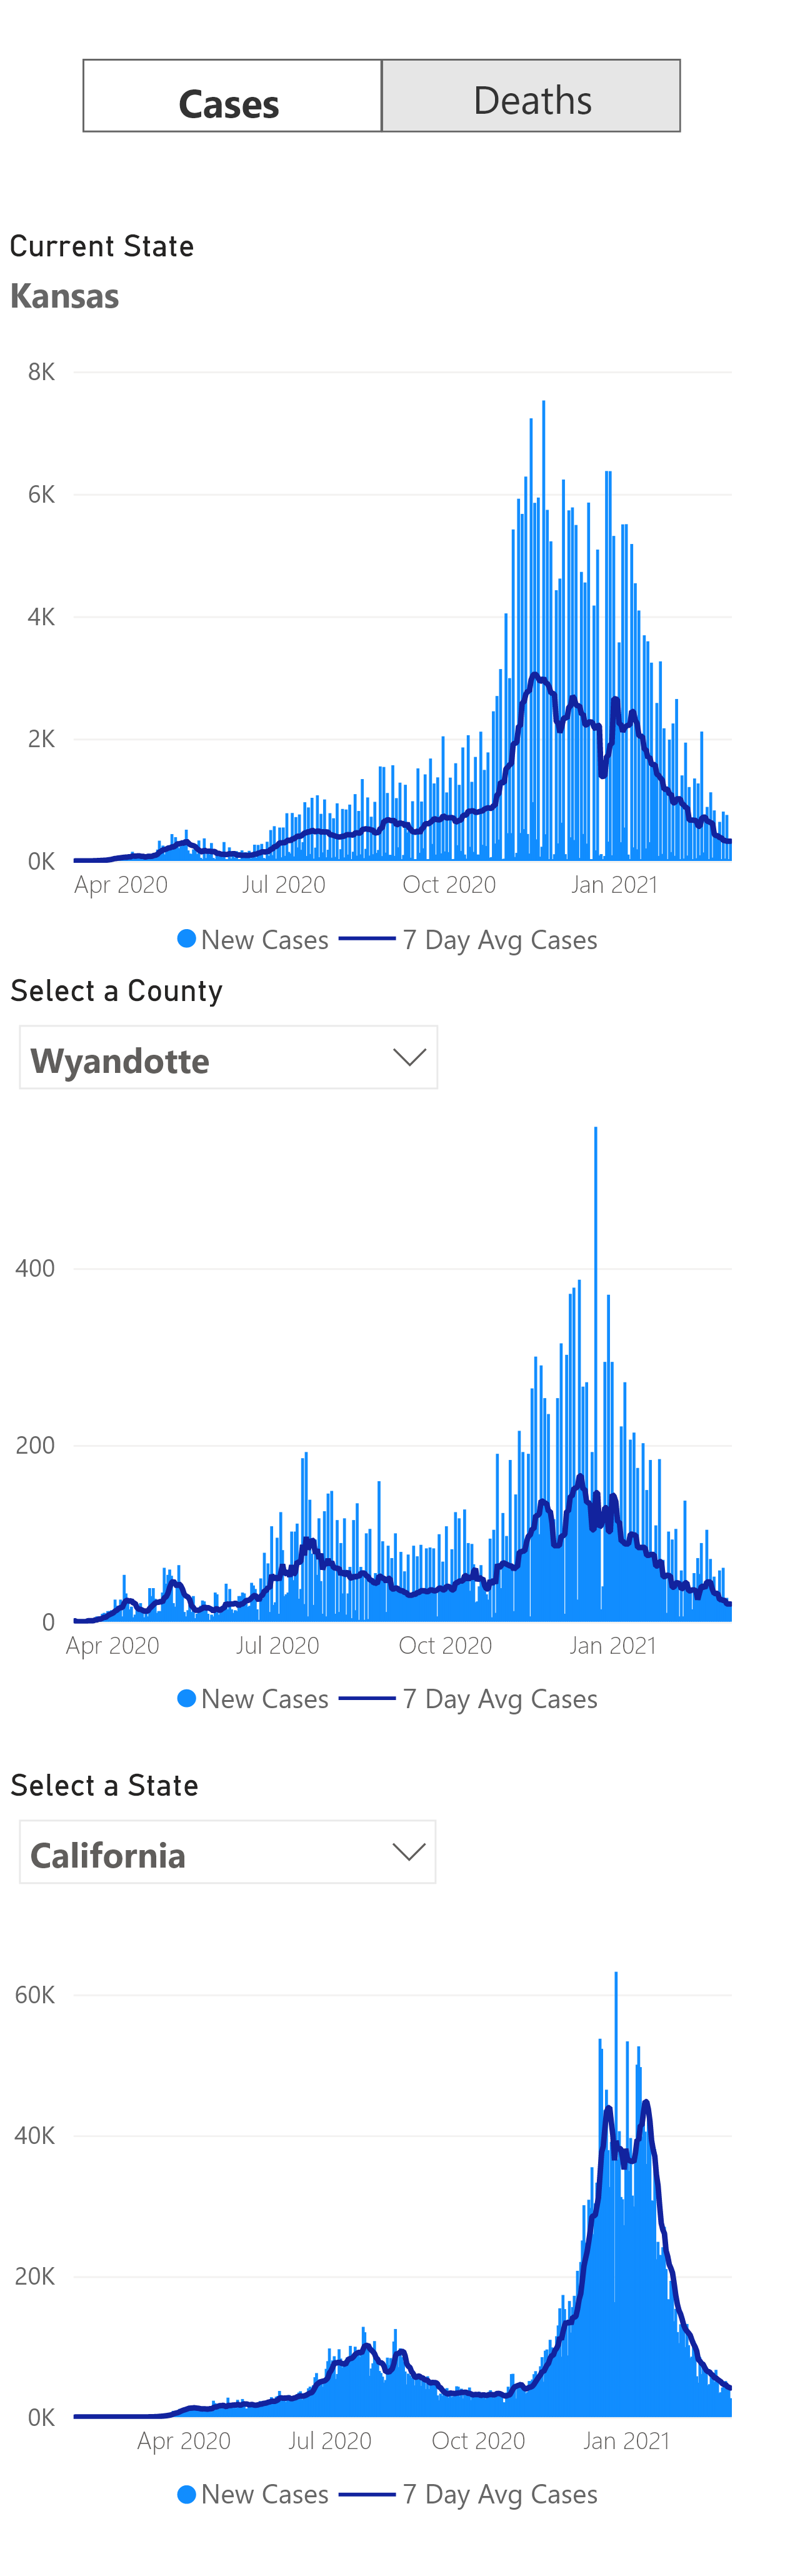 Cases Deaths
Current State
Kansas
8K
6K
4K
2K
0K
Apr 2020 Jul 2020 Oct 2020 Jan 2021
New Cases 7 Day Avg Cases
Select a County
Wyandotte
400
200
0
Apr 2020 Jul 2020 Oct 2020 Jan 2021
New Cases 7 Day Avg Cases
Select a State
California
60K
40K
20K
0K
Apr 2020 Jul 2020 Oct 2020 Jan 2021
New Cases 7 Day Avg Cases